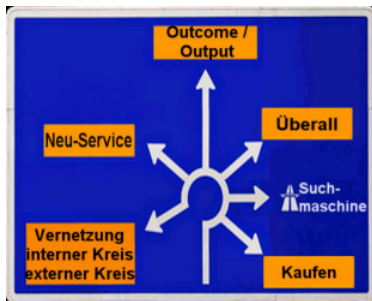 Outcome /
Output
Neu-Service
Überall
Such-
maschine
Vernetzung
interner Kreis
externer Kreis
Kaufen